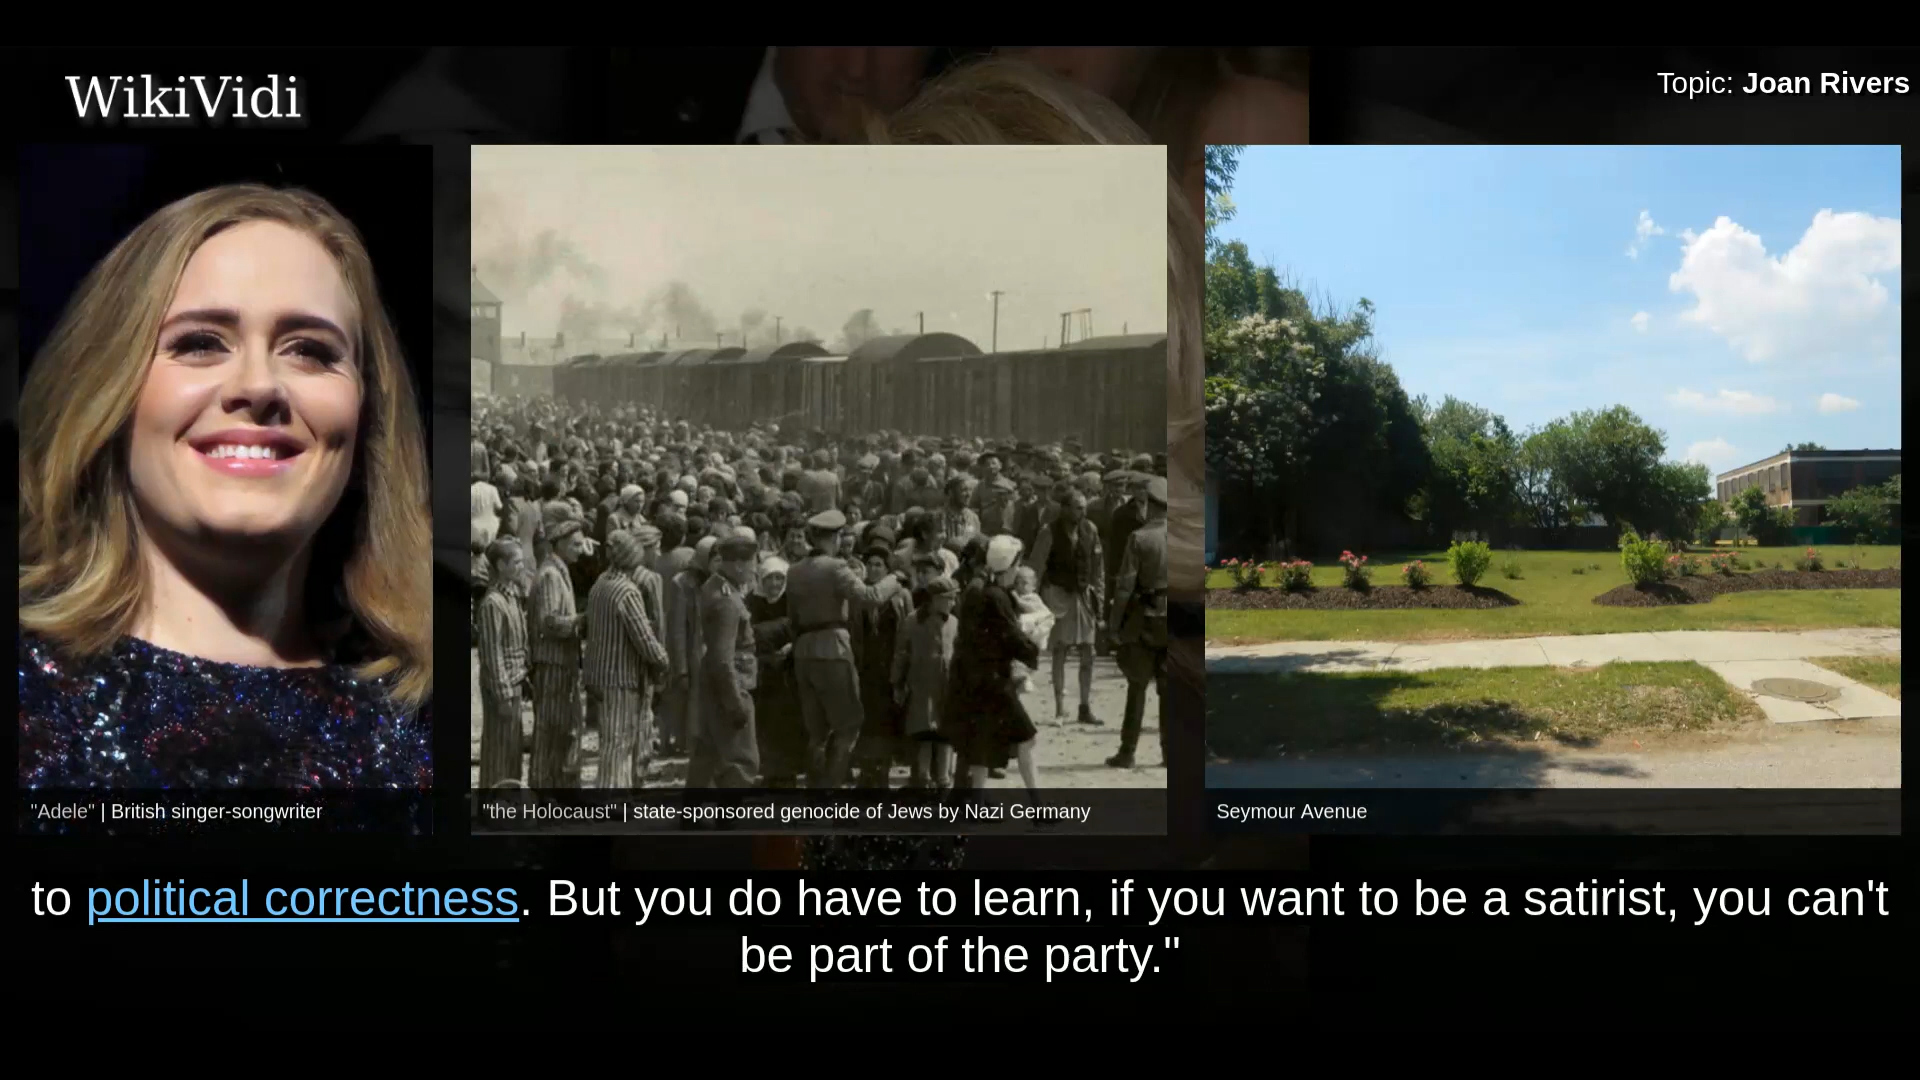 WikiVidi
Topic: Joan Rivers
"Adele" | British singer-songwriter
"the Holocaust" | state-sponsored genocide of Jews by Nazi Germany
Seymour Avenue
to political correctness. But you do have to learn, if you want to be a satirist, you can't
be part of the party."